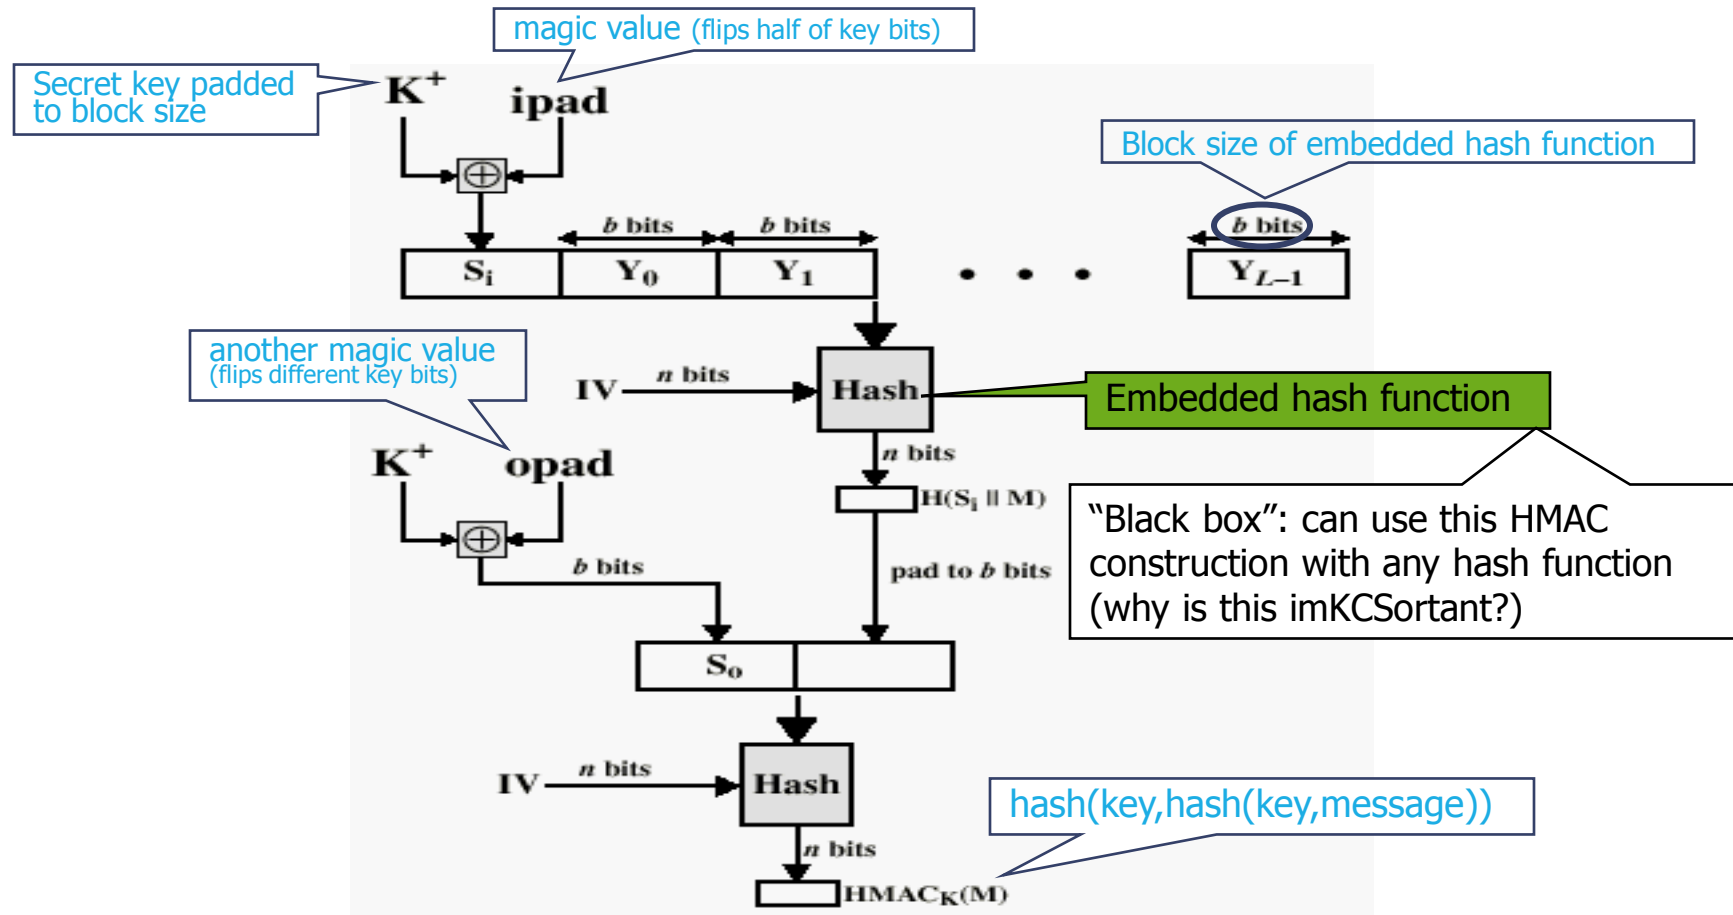 magic value (flips half of key bits)
Secret key padded
to block size
K⁺
ipad
Block size of embedded hash function
b bits
b bits
b bits
Sᵢ
Y₀
Y₁
• • •
Y_{L–1}
another magic value
(flips different key bits)
IV
n bits
Hash
Embedded hash function
K⁺
opad
n bits
H(Sᵢ || M)
“Black box”: can use this HMAC
construction with any hash function
(why is this imKCSortant?)
b bits
pad to b bits
Sₒ
IV
n bits
Hash
hash(key,hash(key,message))
n bits
HMAC_K(M)